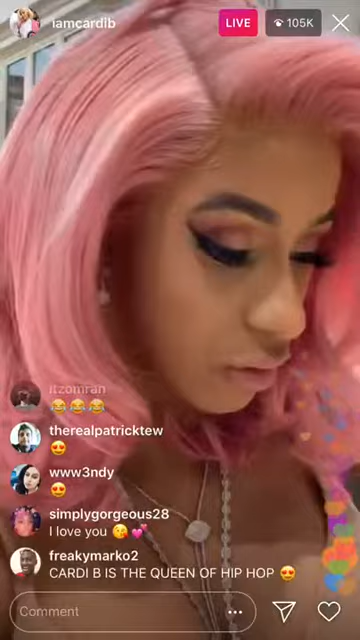 iamcardib
LIVE
105K
itzomran
😂😂😂
therealpatricktew
😍
www3ndy
😍
simplygorgeous28
I love you 😘💕
freakymarko2
CARDI B IS THE QUEEN OF HIP HOP 😍
Comment